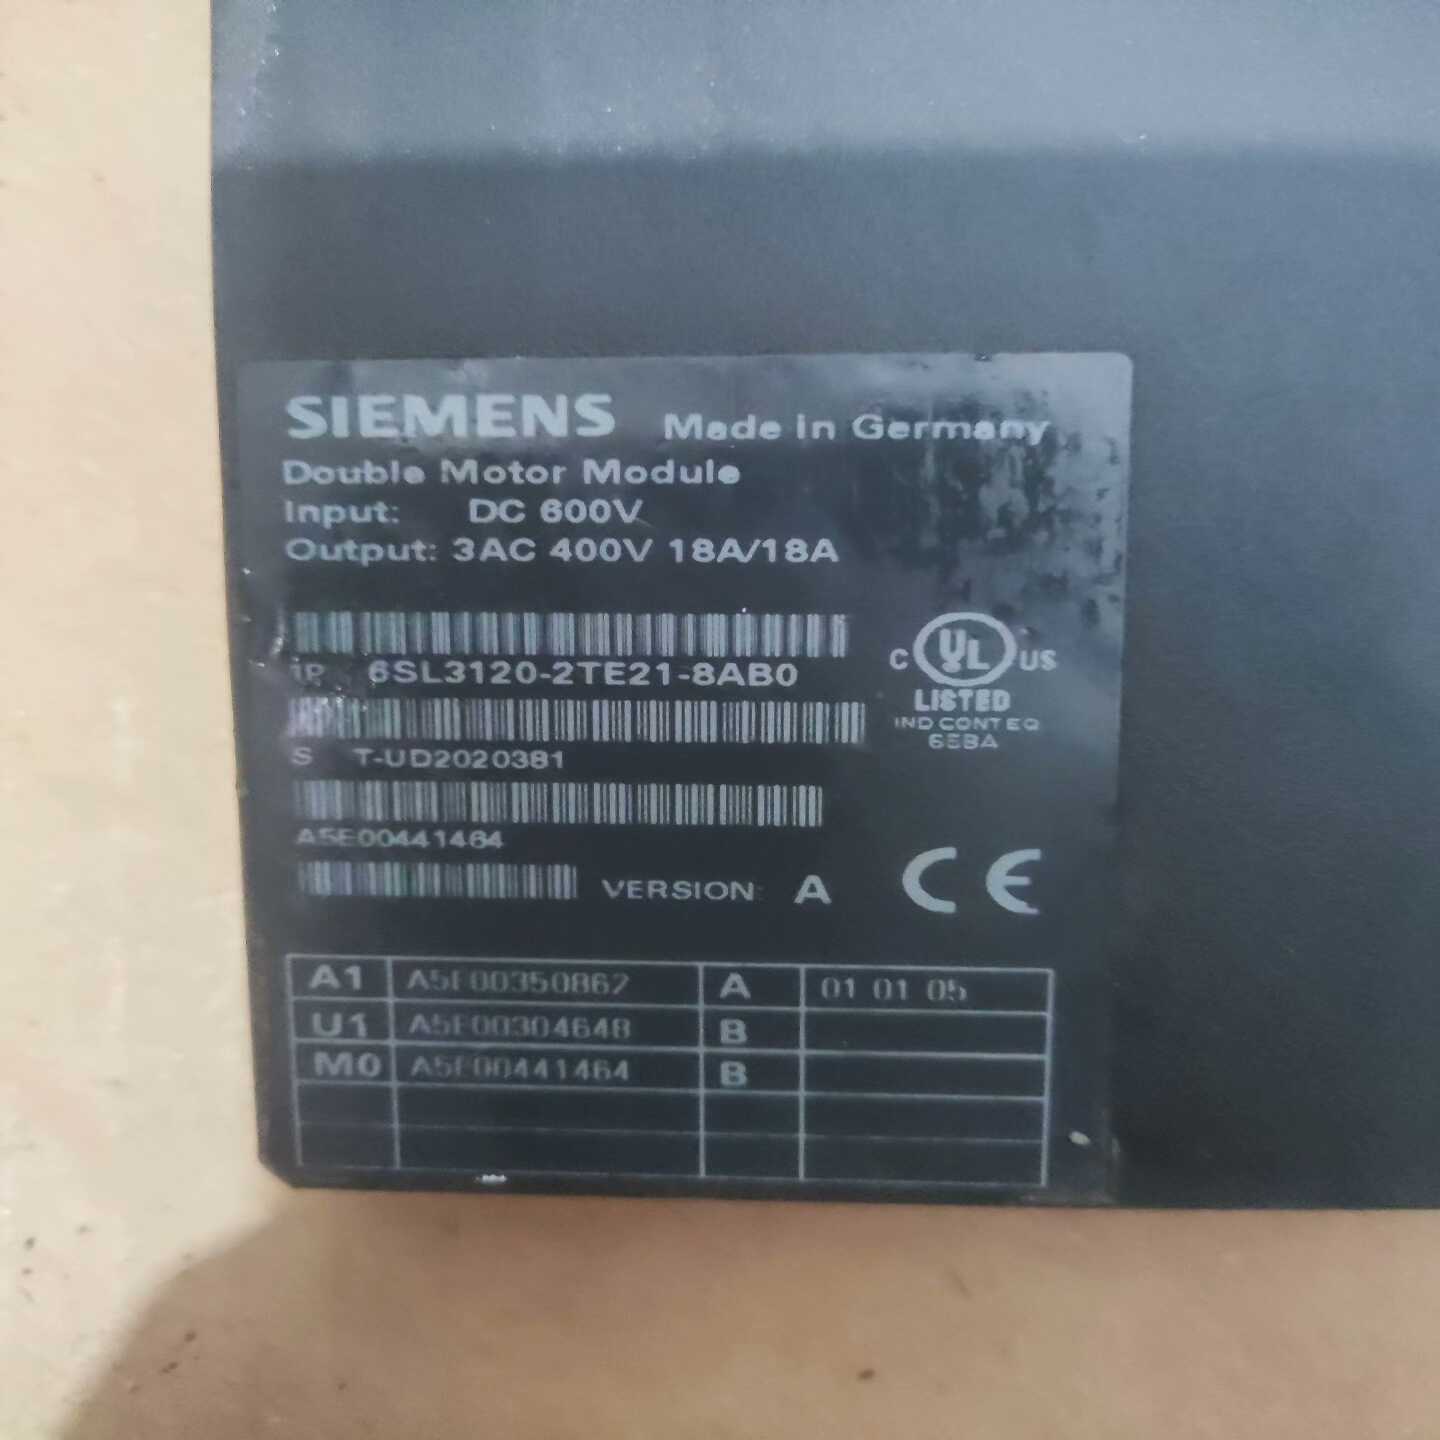 SIEMENS Made in Germany
Double Motor Module
Input: DC 600V
Output: 3AC 400V 18A/18A
1P 6SL3120-2TE21-8AB0
S T-UD2020381
A5E00441464
VERSION: A
C UL US
LISTED
IND CONT EQ
CE
A1 A5E00350862 A 01 01 05
U1 A5E00304648 B
M0 A5E00441464 B